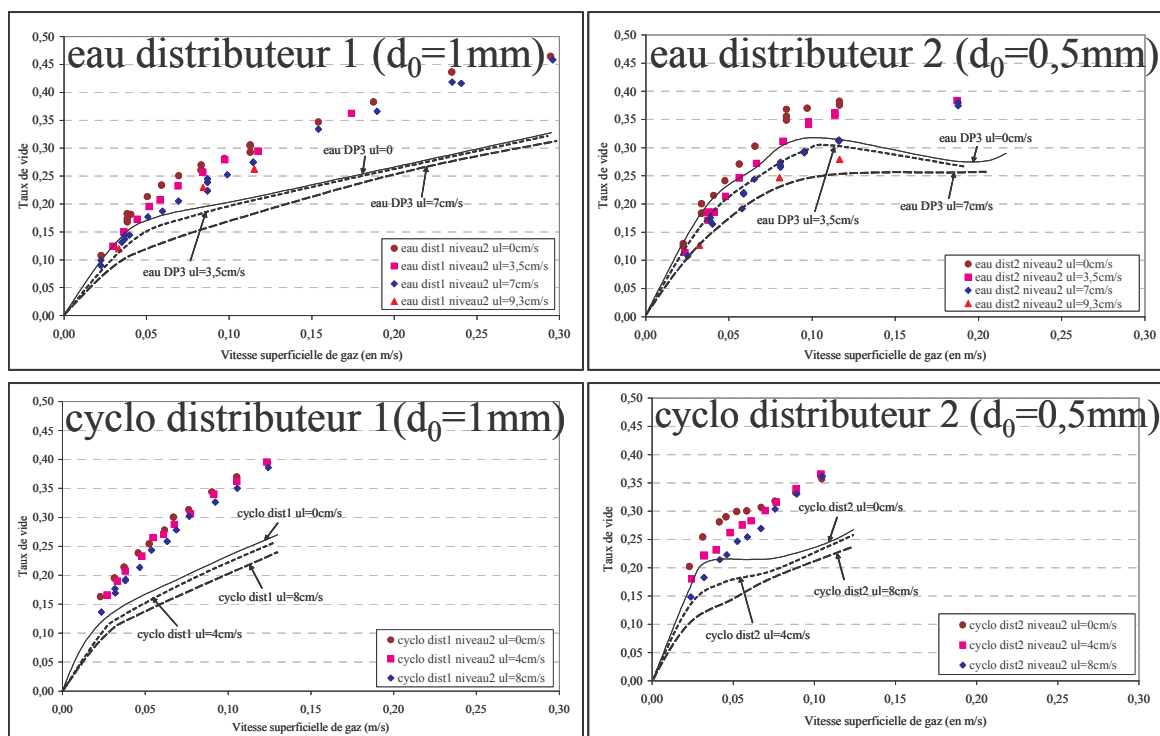 eau distributeur 1 (d0=1mm)
0,50
0,45
0,40
0,35
0,30
0,25
0,20
0,15
0,10
0,05
0,00
Taux de vide
eau DP3 ul=0
eau DP3 ul=7cm/s
eau DP3 ul=3,5cm/s
eau dist1 niveau2 ul=0cm/s
eau dist1 niveau2 ul=3,5cm/s
eau dist1 niveau2 ul=7cm/s
eau dist1 niveau2 ul=9,3cm/s
0,00 0,05 0,10 0,15 0,20 0,25 0,30
Vitesse superficielle de gaz (en m/s)
eau distributeur 2 (d0=0,5mm)
0,50
0,45
0,40
0,35
0,30
0,25
0,20
0,15
0,10
0,05
0,00
Taux de vide
eau DP3 ul=0cm/s
eau DP3 ul=3,5cm/s
eau DP3 ul=7cm/s
eau dist2 niveau2 ul=0cm/s
eau dist2 niveau2 ul=3,5cm/s
eau dist2 niveau2 ul=7cm/s
eau dist2 niveau2 ul=9,3cm/s
0,00 0,05 0,10 0,15 0,20 0,25 0,30
Vitesse superficielle de gaz (en m/s)
cyclo distributeur 1(d0=1mm)
0,50
0,45
0,40
0,35
0,30
0,25
0,20
0,15
0,10
0,05
0,00
Taux de vide
cyclo dist1 ul=0cm/s
cyclo dist1 ul=8cm/s
cyclo dist1 ul=4cm/s
cyclo dist1 niveau2 ul=0cm/s
cyclo dist1 niveau2 ul=4cm/s
cyclo dist1 niveau2 ul=8cm/s
0,00 0,05 0,10 0,15 0,20 0,25 0,30
Vitesse superficielle de gaz (en m/s)
cyclo distributeur 2 (d0=0,5mm)
0,50
0,45
0,40
0,35
0,30
0,25
0,20
0,15
0,10
0,05
0,00
Taux de vide
cyclo dist2 ul=0cm/s
cyclo dist2 ul=8cm/s
cyclo dist2 ul=4cm/s
cyclo dist2 niveau2 ul=0cm/s
cyclo dist2 niveau2 ul=4cm/s
cyclo dist2 niveau2 ul=8cm/s
0,00 0,05 0,10 0,15 0,20 0,25 0,30
Vitesse superficielle de gaz (en m/s)